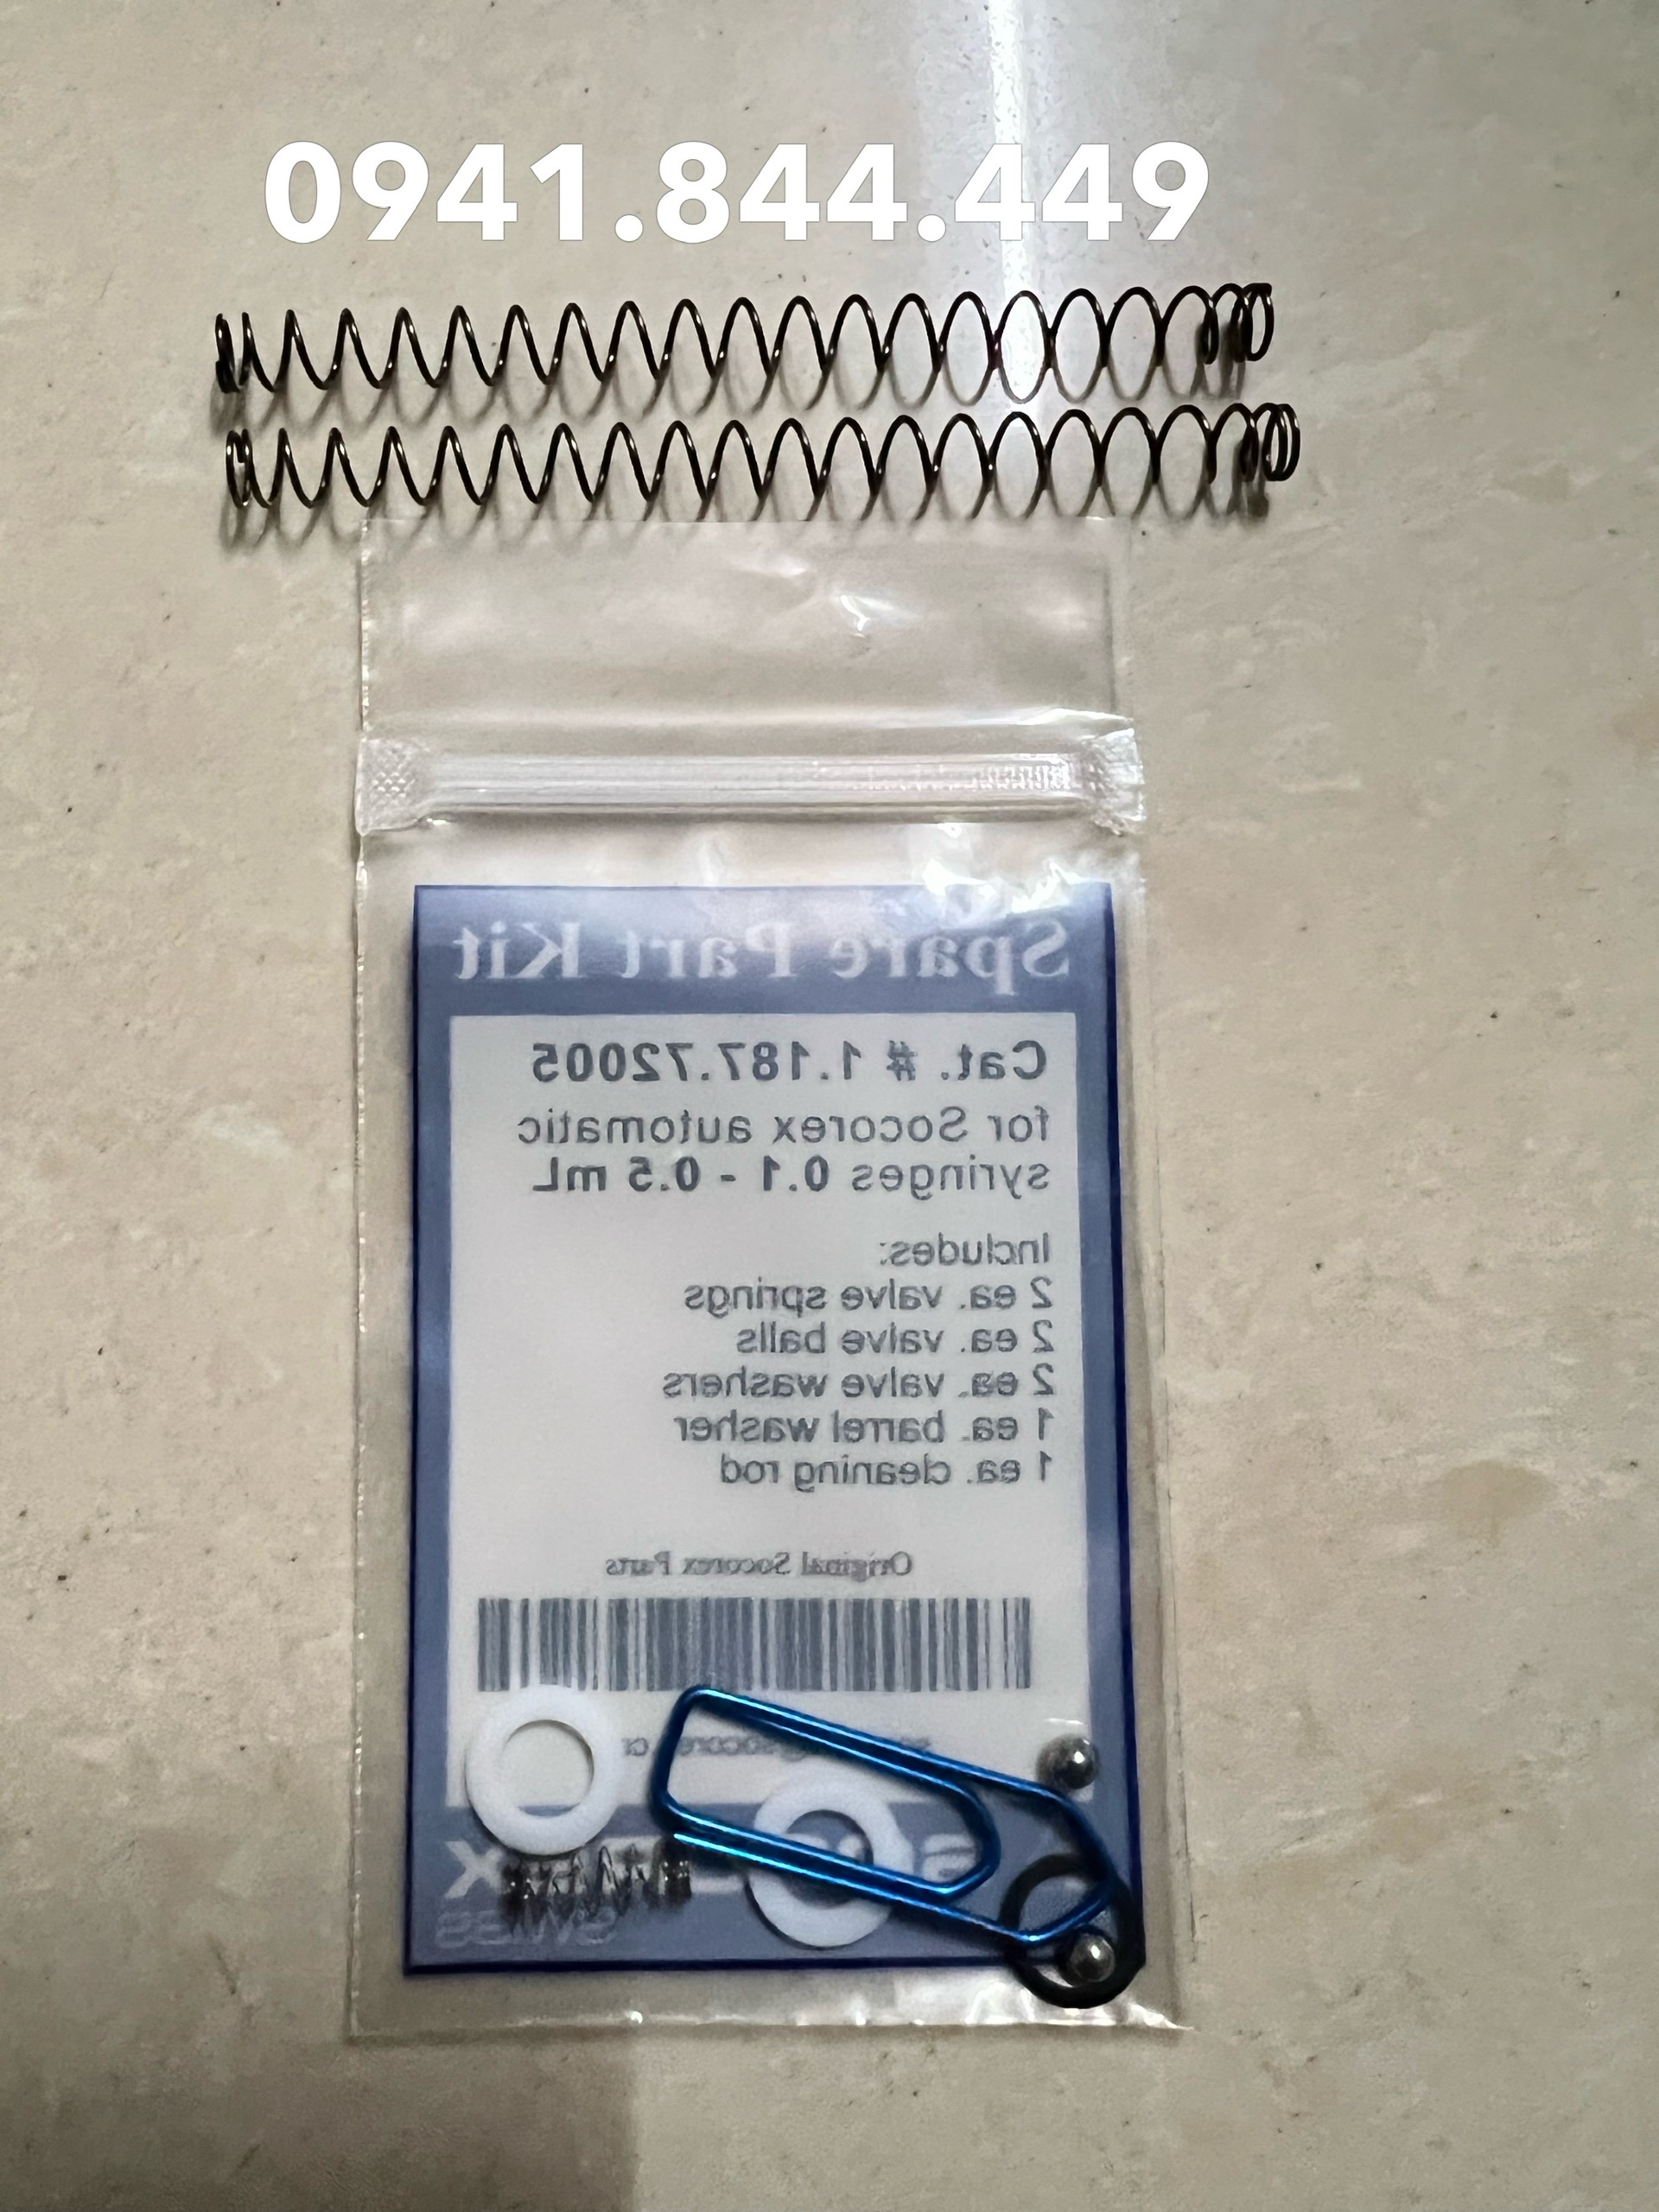 0941.844.449
Spare Part Kit
Cat. # 1.187.72005
for Socorex automatic
syringes 0.1 - 0.5 mL
Includes:
2 ea. valve springs
2 ea. valve balls
2 ea. valve washers
1 ea. barrel washer
1 ea. cleaning rod
Original Socorex Parts
SWISS